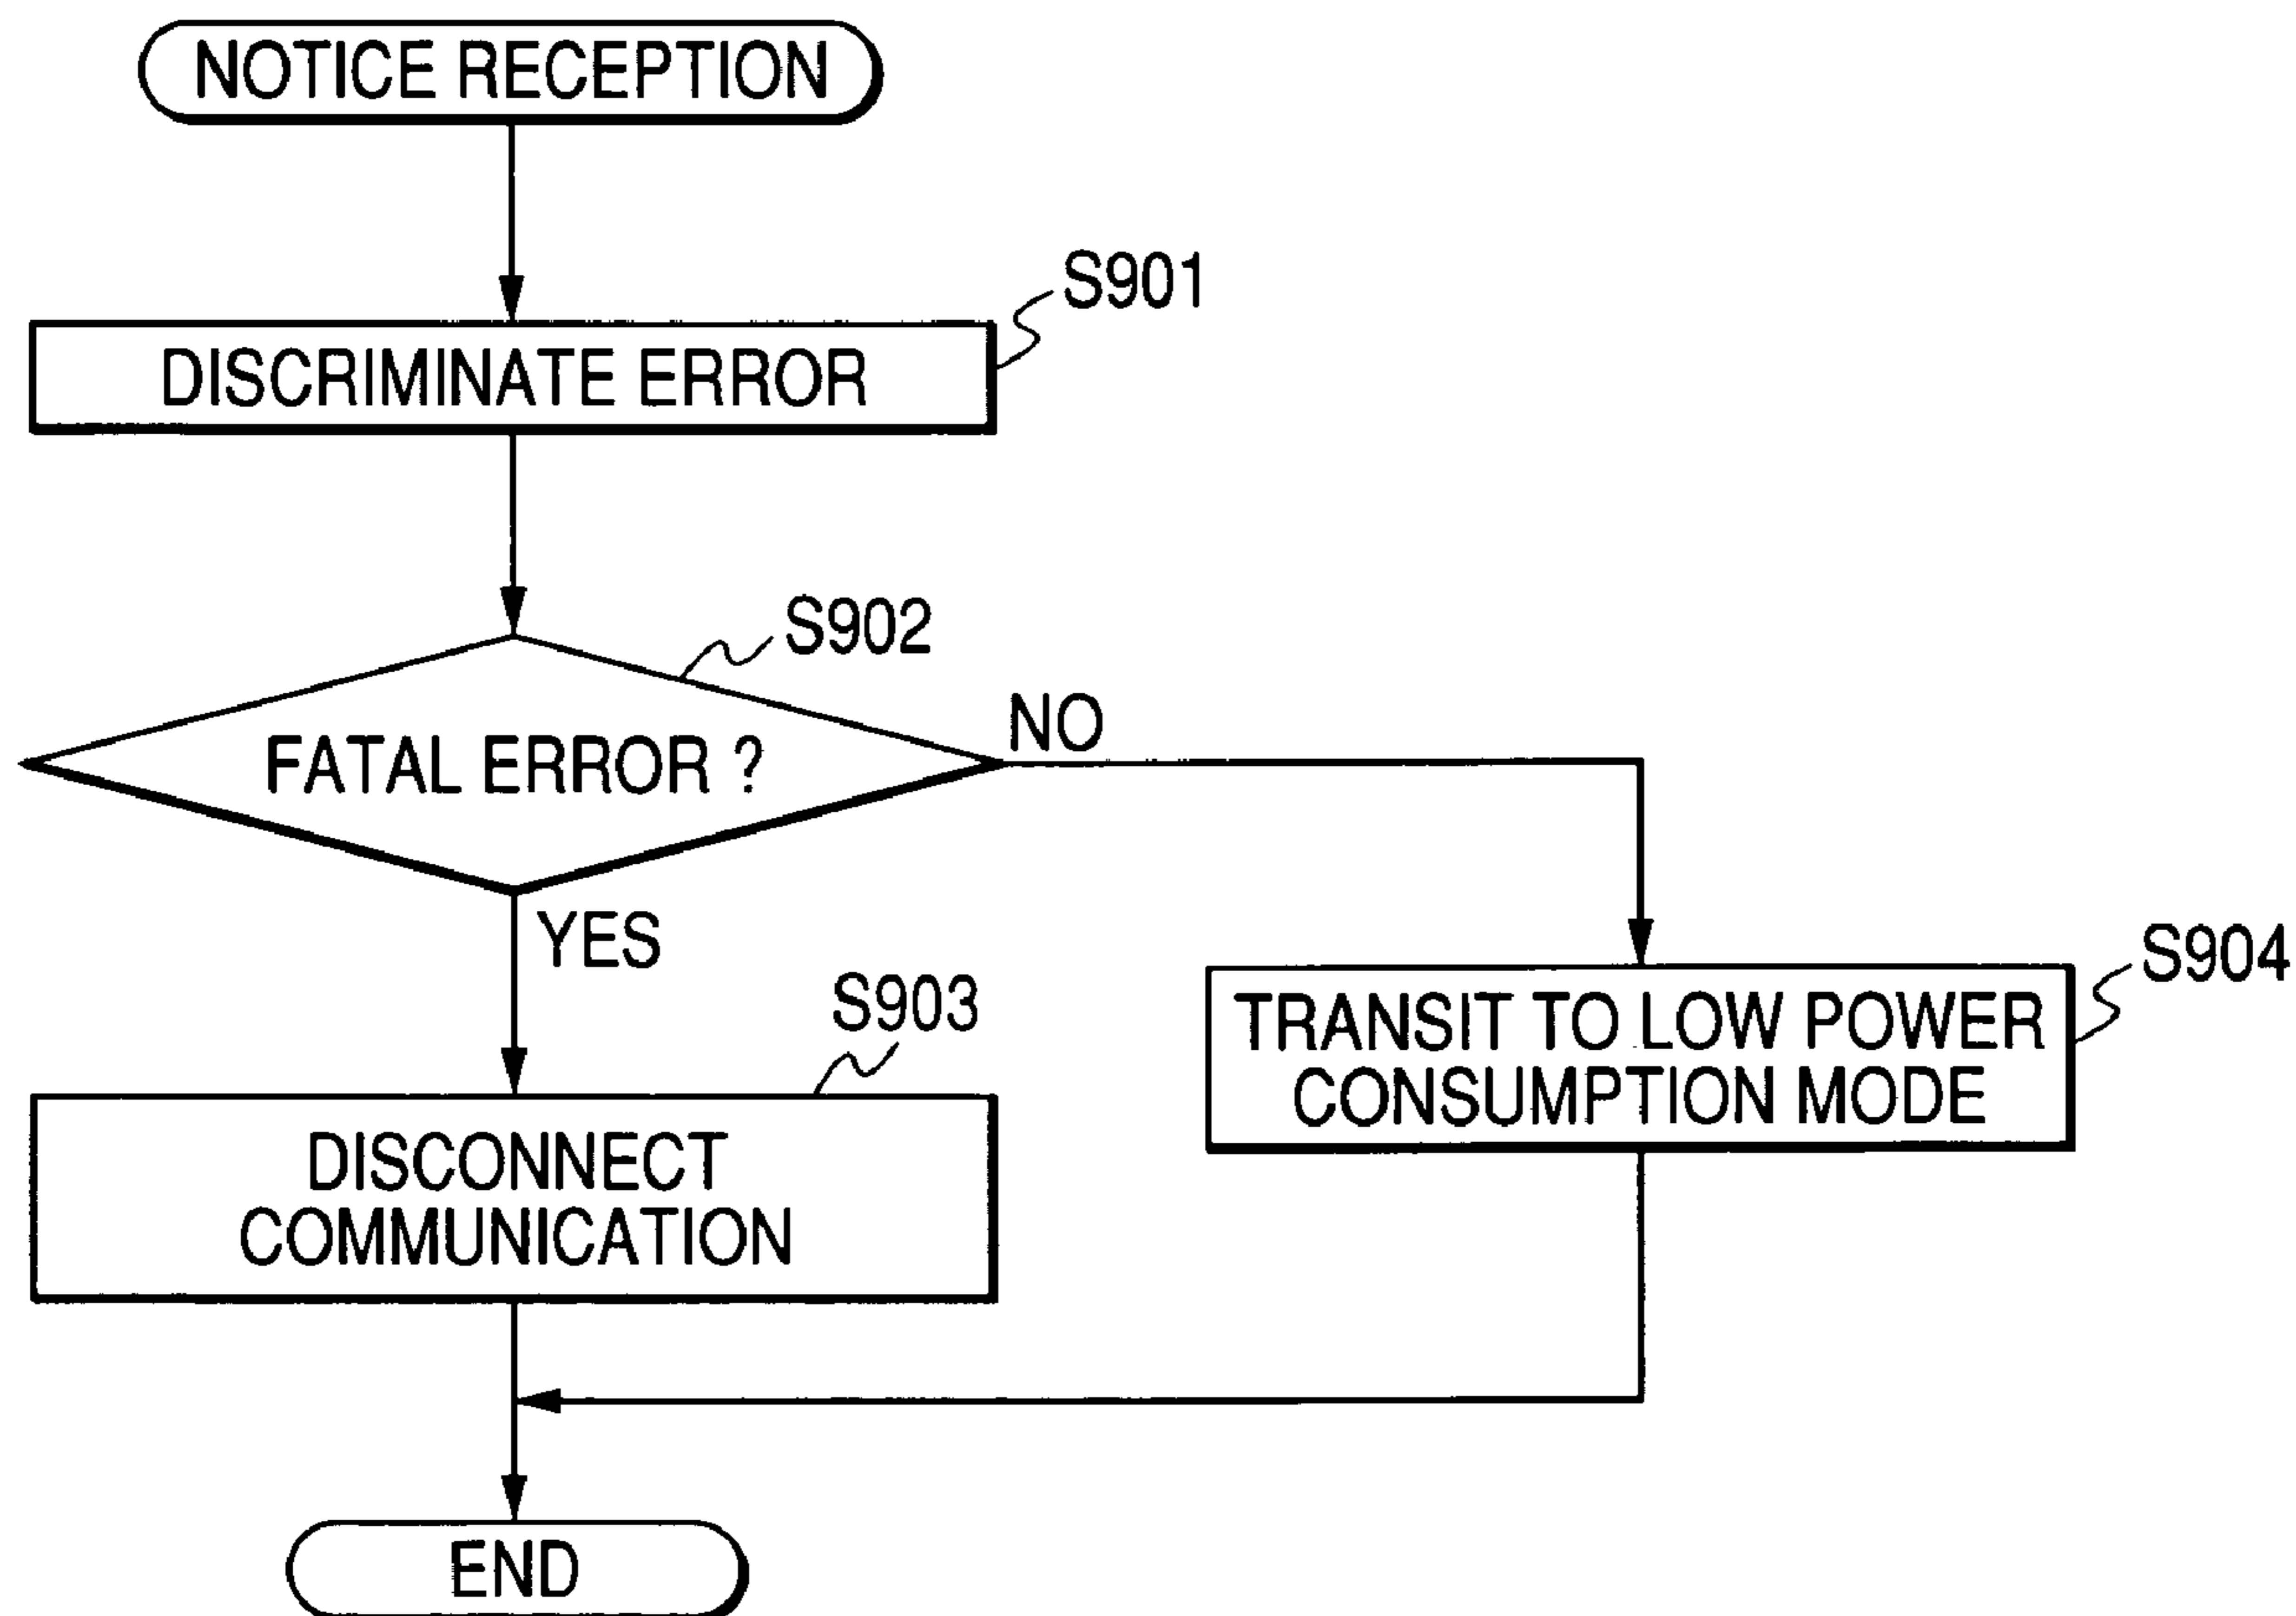 NOTICE RECEPTION
S901
DISCRIMINATE ERROR
S902
FATAL ERROR ?
NO
YES
S903
DISCONNECT
COMMUNICATION
S904
TRANSIT TO LOW POWER
CONSUMPTION MODE
END